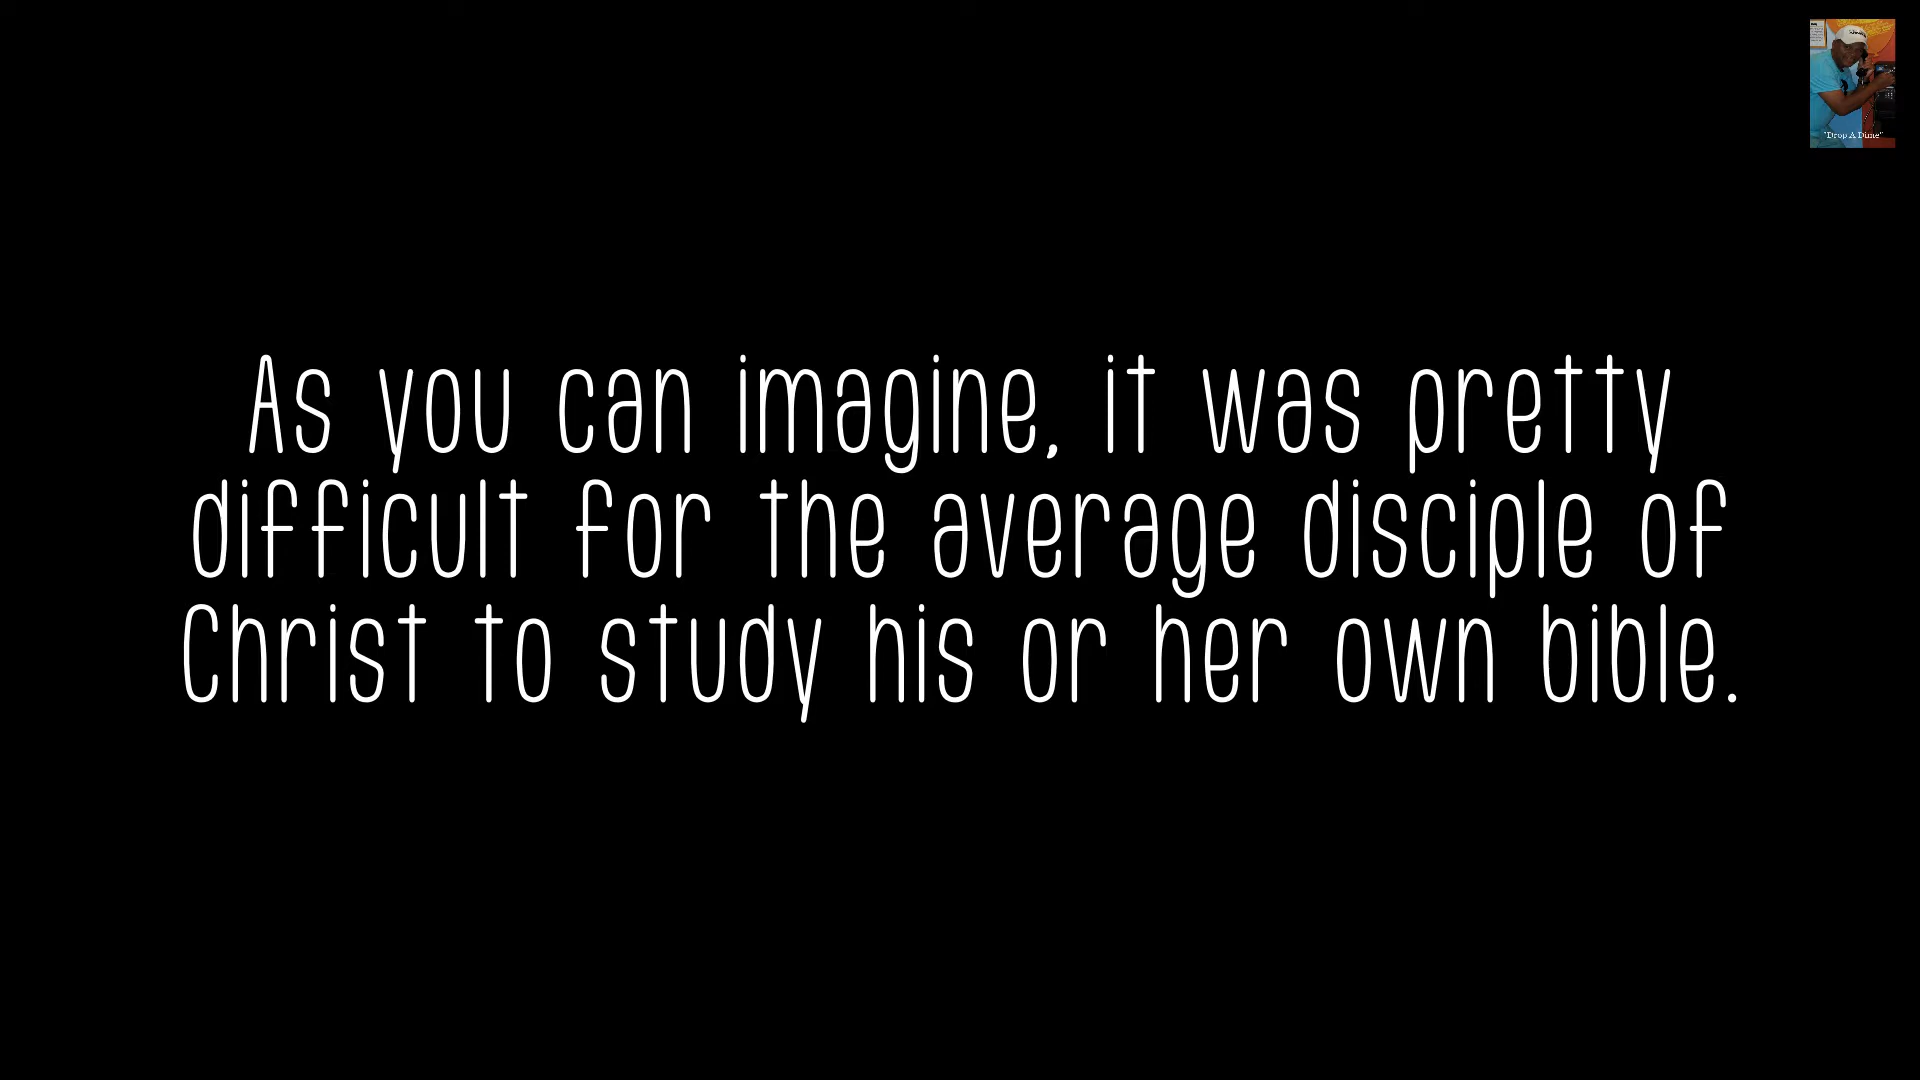 "Drop A Dime"
As you can imagine, it was pretty
difficult for the average disciple of
Christ to study his or her own bible.